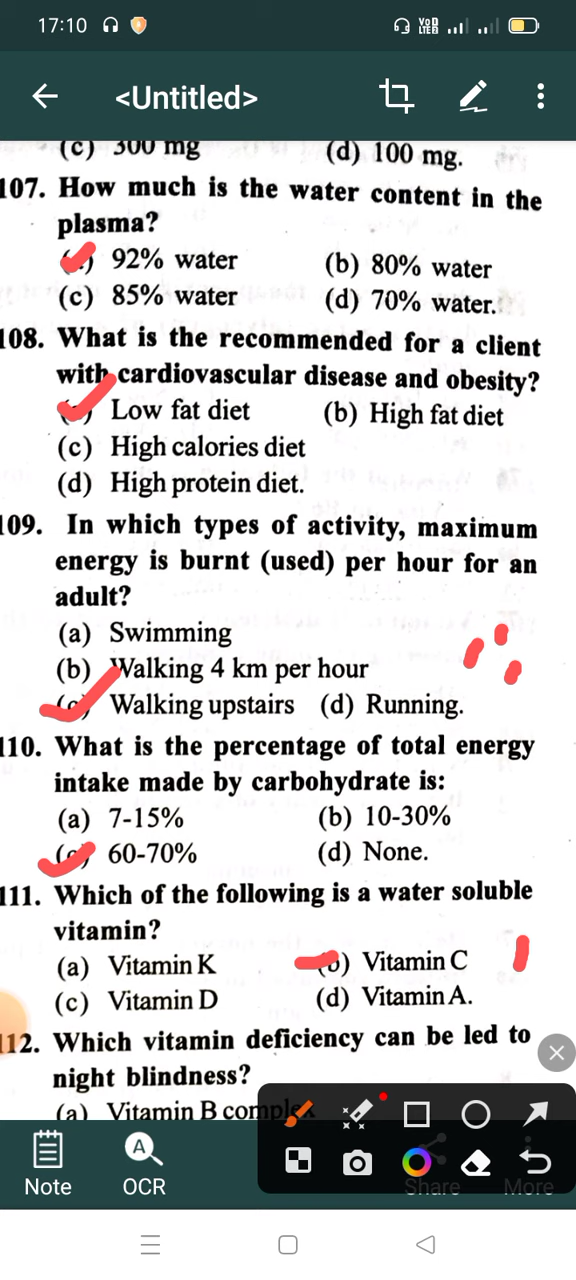 17:10 VoD LTE
<Untitled>
(c) 300 mg (d) 100 mg.
107. How much is the water content in the
plasma?
92% water (b) 80% water
(c) 85% water (d) 70% water.
108. What is the recommended for a client
with cardiovascular disease and obesity?
Low fat diet (b) High fat diet
(c) High calories diet
(d) High protein diet.
109. In which types of activity, maximum
energy is burnt (used) per hour for an
adult?
(a) Swimming
(b) Walking 4 km per hour
(c) Walking upstairs (d) Running.
110. What is the percentage of total energy
intake made by carbohydrate is:
(a) 7-15% (b) 10-30%
(c) 60-70% (d) None.
111. Which of the following is a water soluble
vitamin?
(a) Vitamin K (b) Vitamin C
(c) Vitamin D (d) Vitamin A.
112. Which vitamin deficiency can be led to
night blindness?
(a) Vitamin B complex
Note OCR Share More